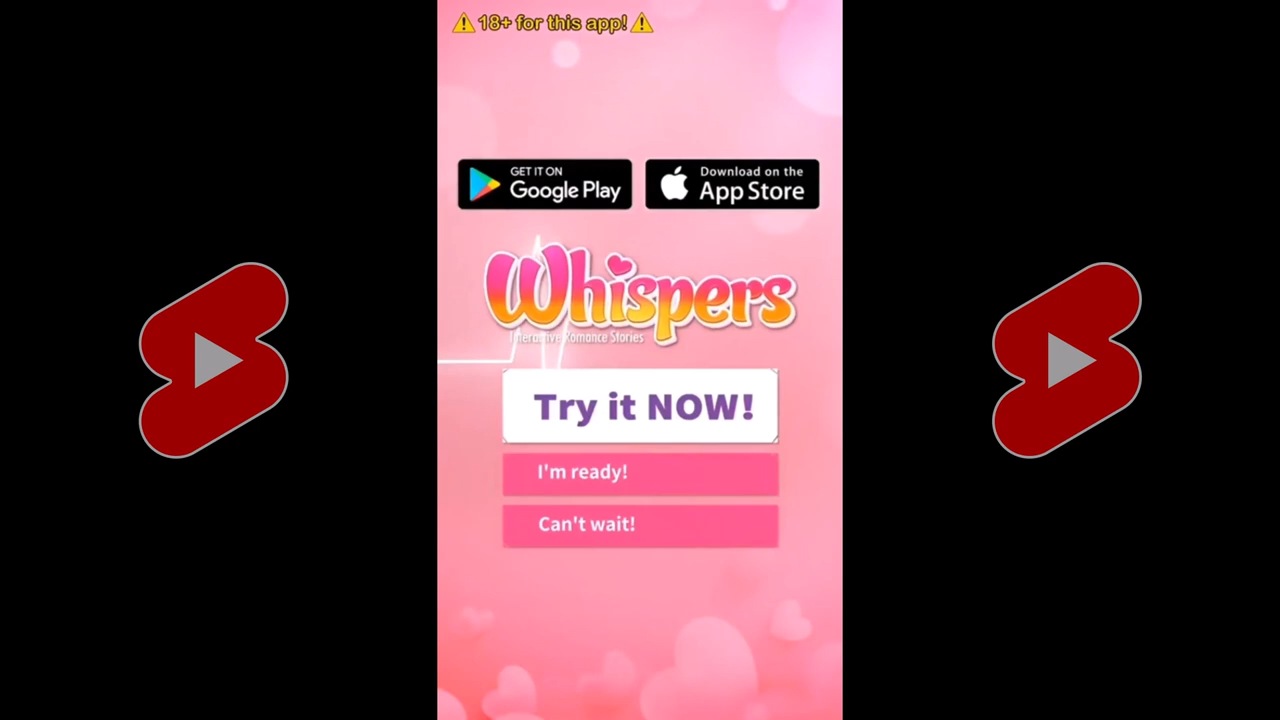 ⚠ 18+ for this app! ⚠
GET IT ON
Google Play
Download on the
App Store
Whispers
Interactive Romance Stories
Try it NOW!
I'm ready!
Can't wait!